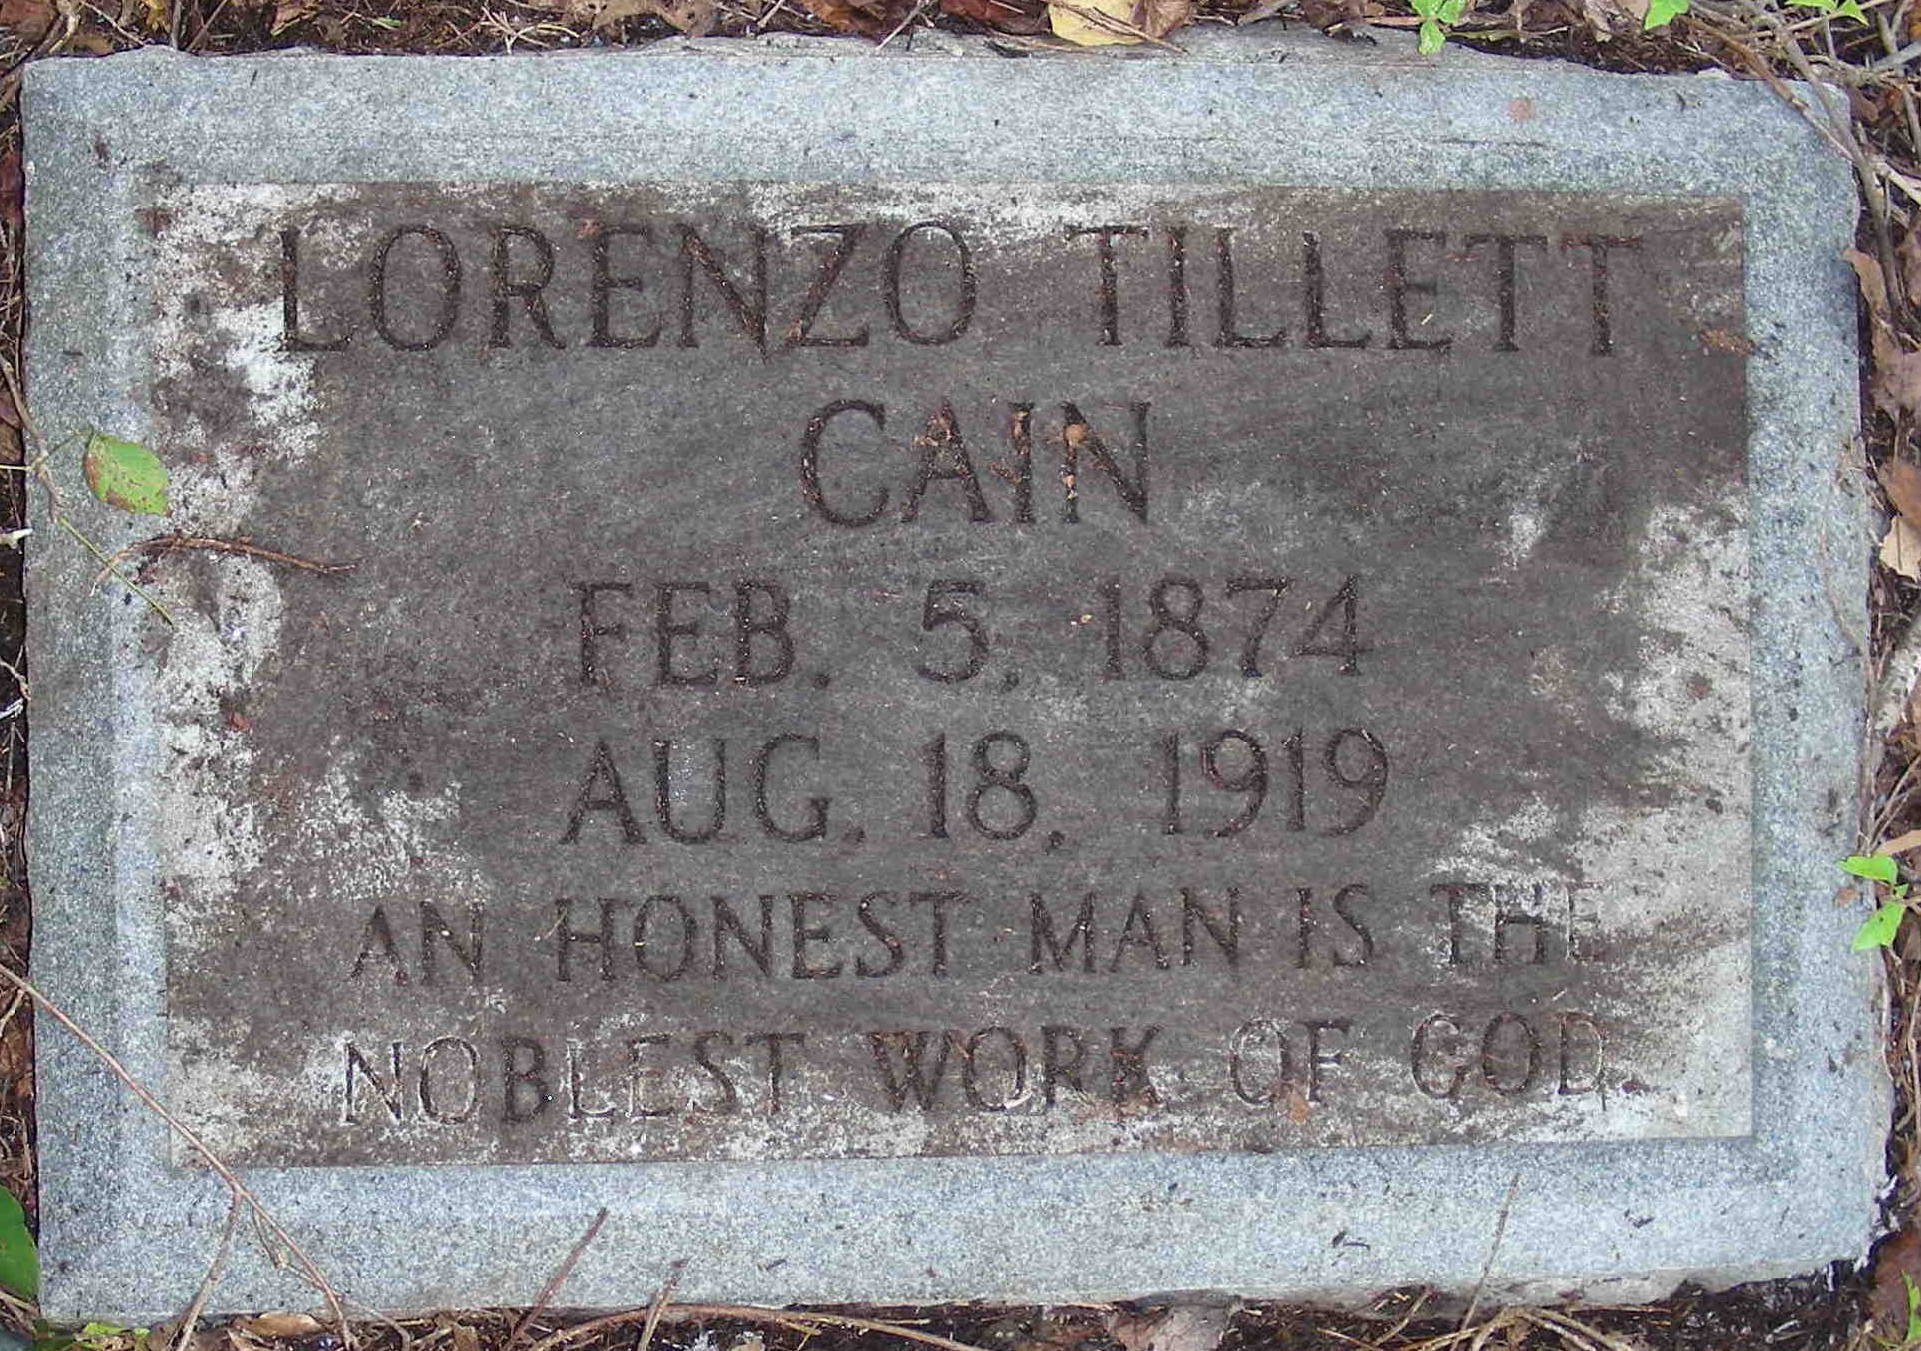 LORENZO TILLETT
CAIN
FEB. 5, 1874
AUG. 18, 1919
AN HONEST MAN IS THE
NOBLEST WORK OF GOD.